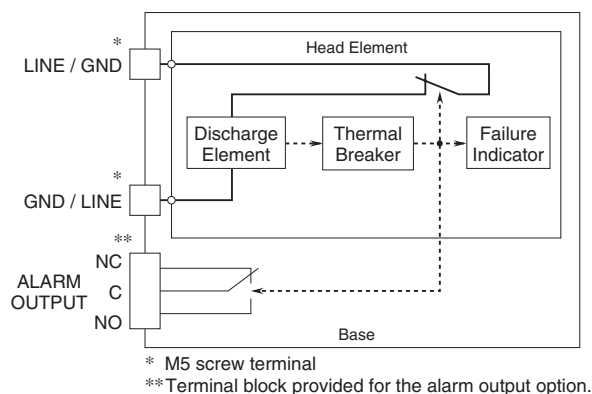 *
LINE / GND
Head Element
Discharge
Element
Thermal
Breaker
Failure
Indicator
*
GND / LINE
**
NC
ALARM
OUTPUT
C
NO
Base
* M5 screw terminal
**Terminal block provided for the alarm output option.